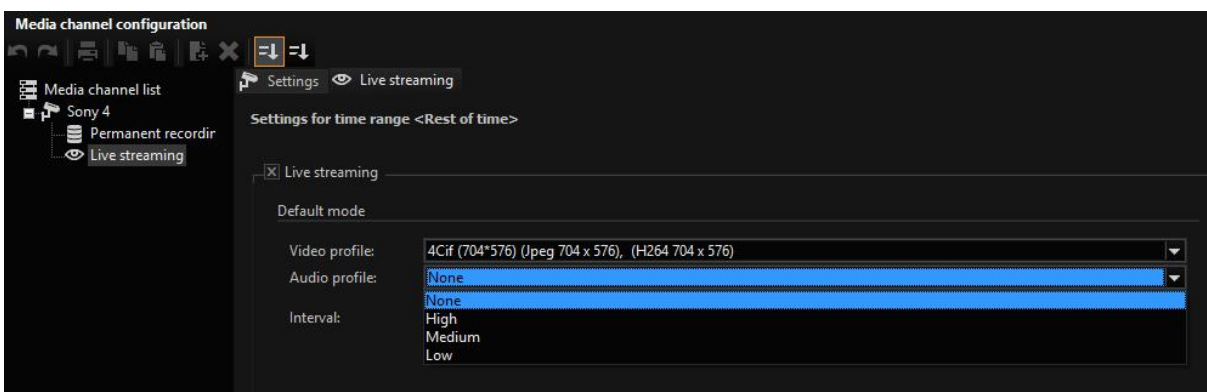 Media channel configuration
Media channel list
Sony 4
Permanent recordir
Live streaming
Settings
Live streaming
Settings for time range <Rest of time>
Live streaming
Default mode
Video profile: 4Cif (704*576) (Jpeg 704 x 576), (H264 704 x 576)
Audio profile: None
None
Interval: High
Medium
Low